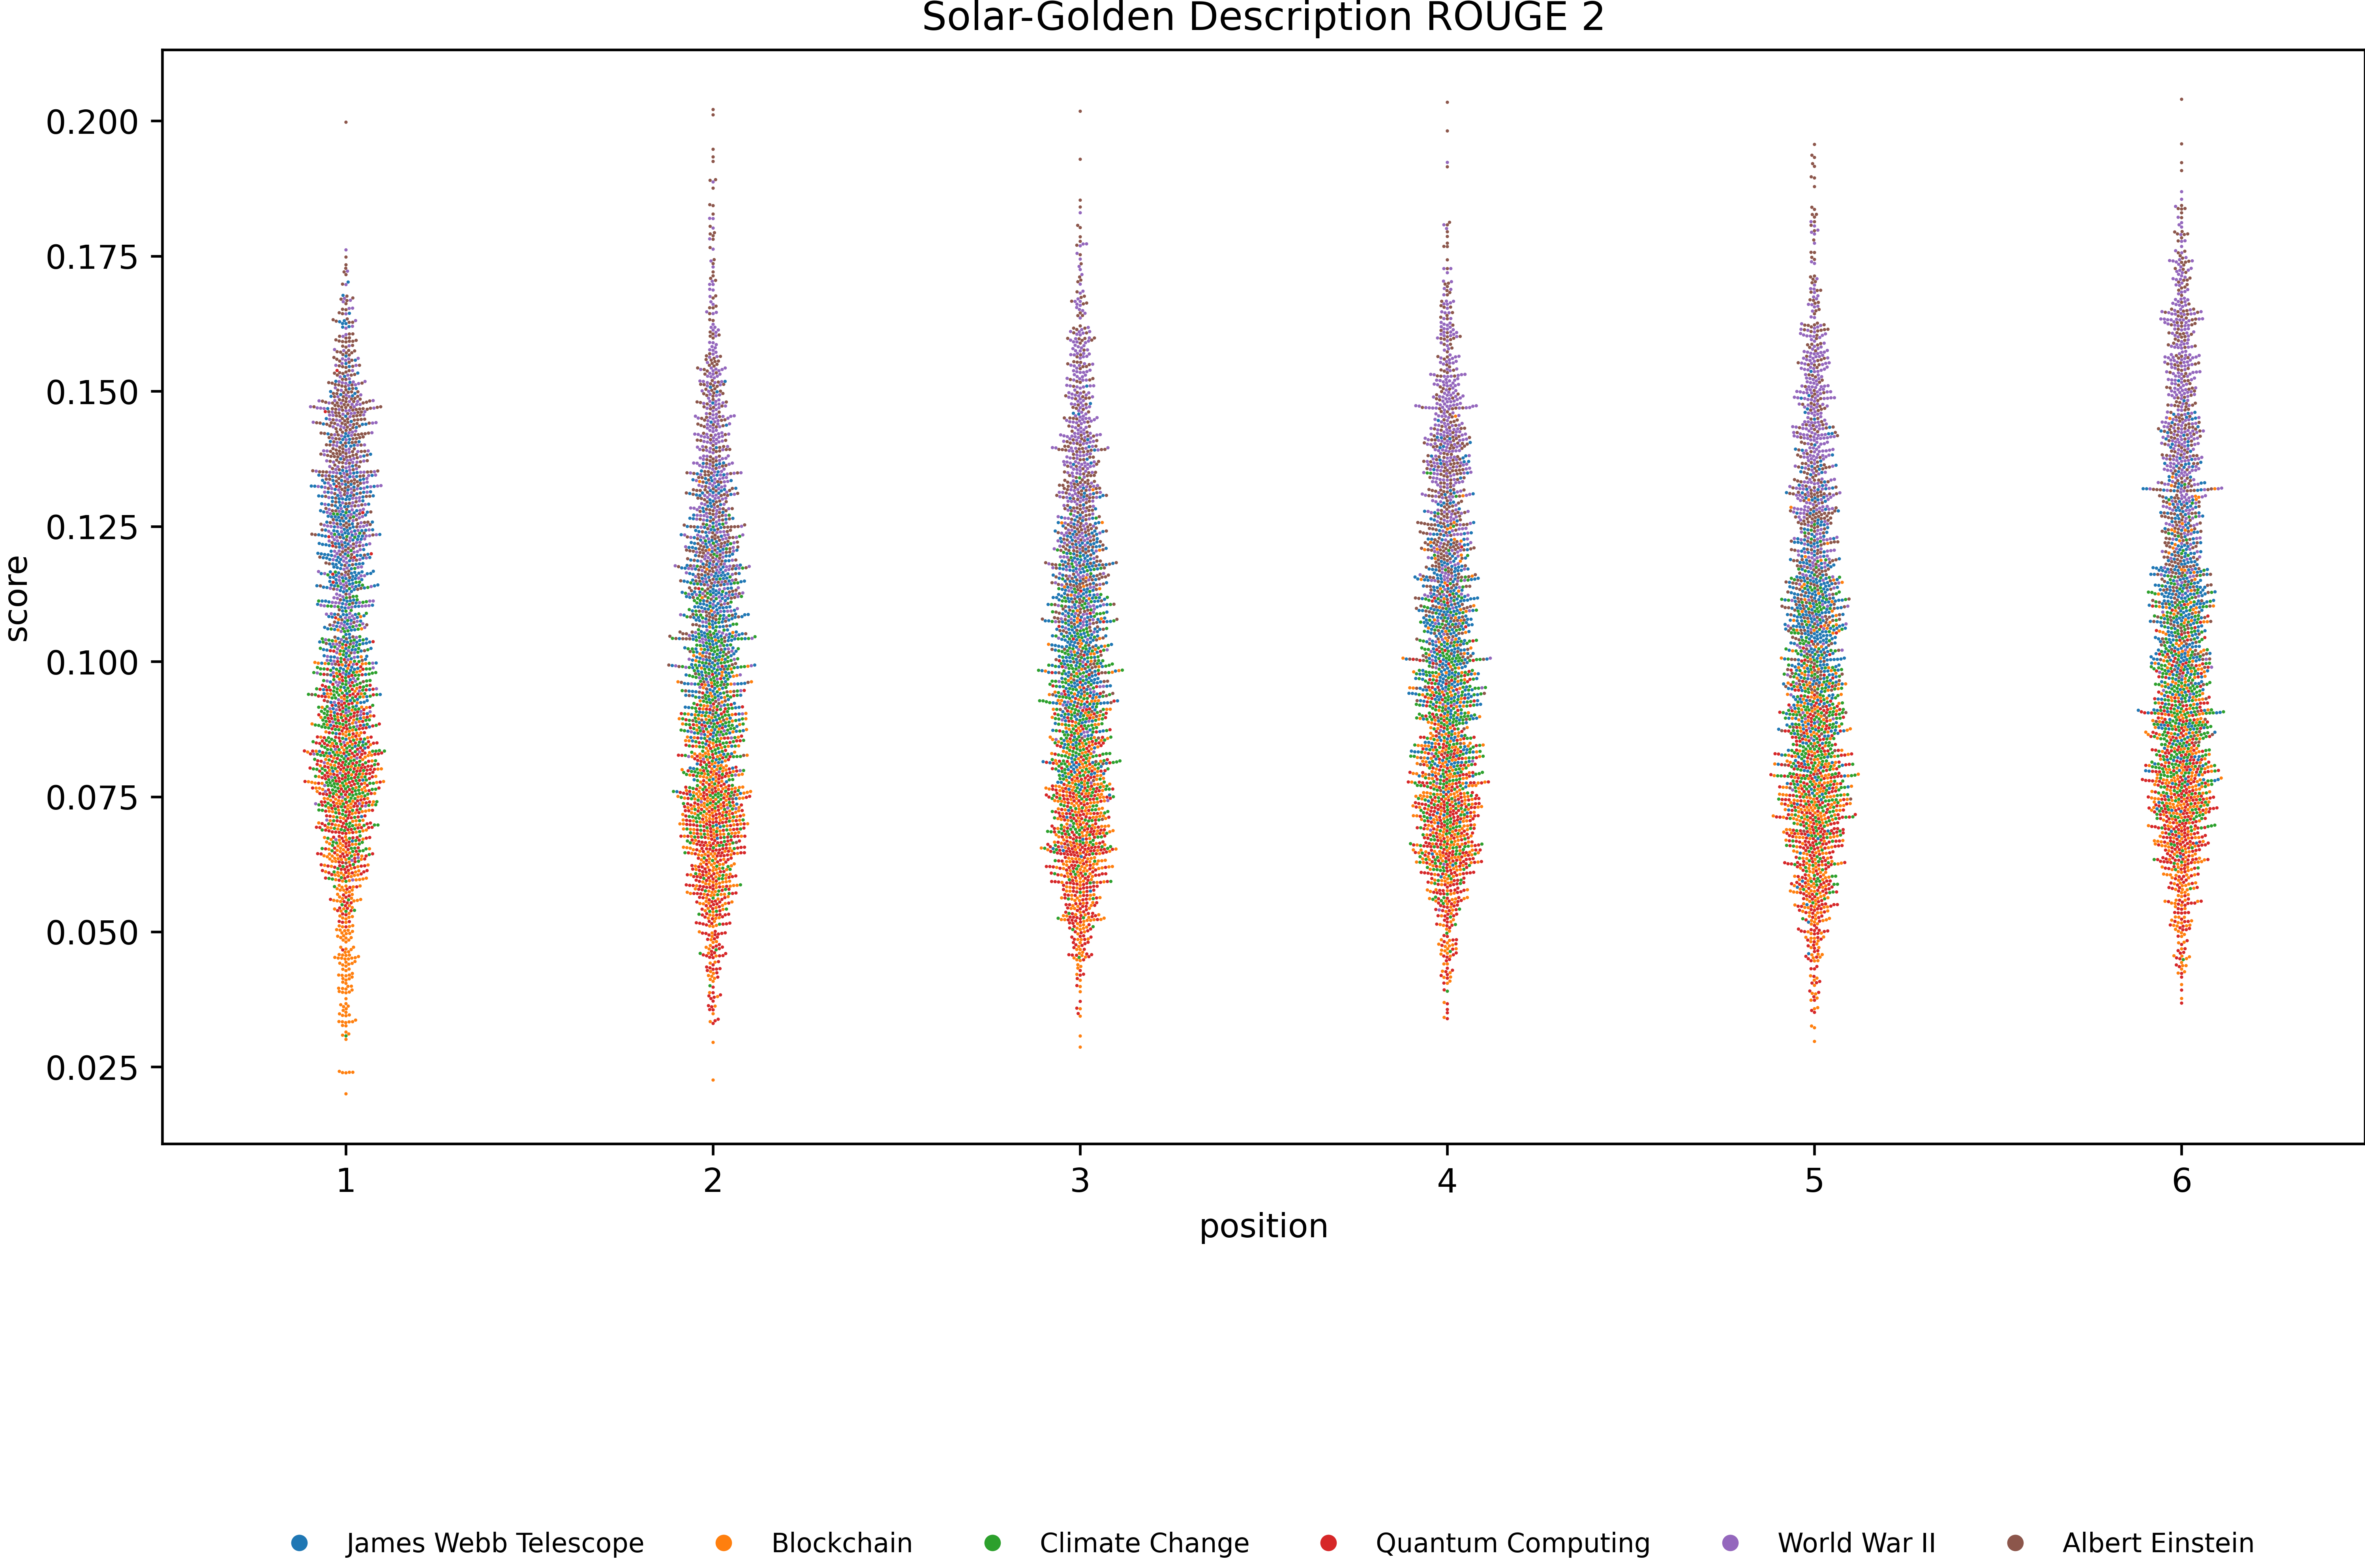 Solar-Golden Description ROUGE 2
score
0.200
0.175
0.150
0.125
0.100
0.075
0.050
0.025
1 2 3 4 5 6
position
James Webb Telescope Blockchain Climate Change Quantum Computing World War II Albert Einstein